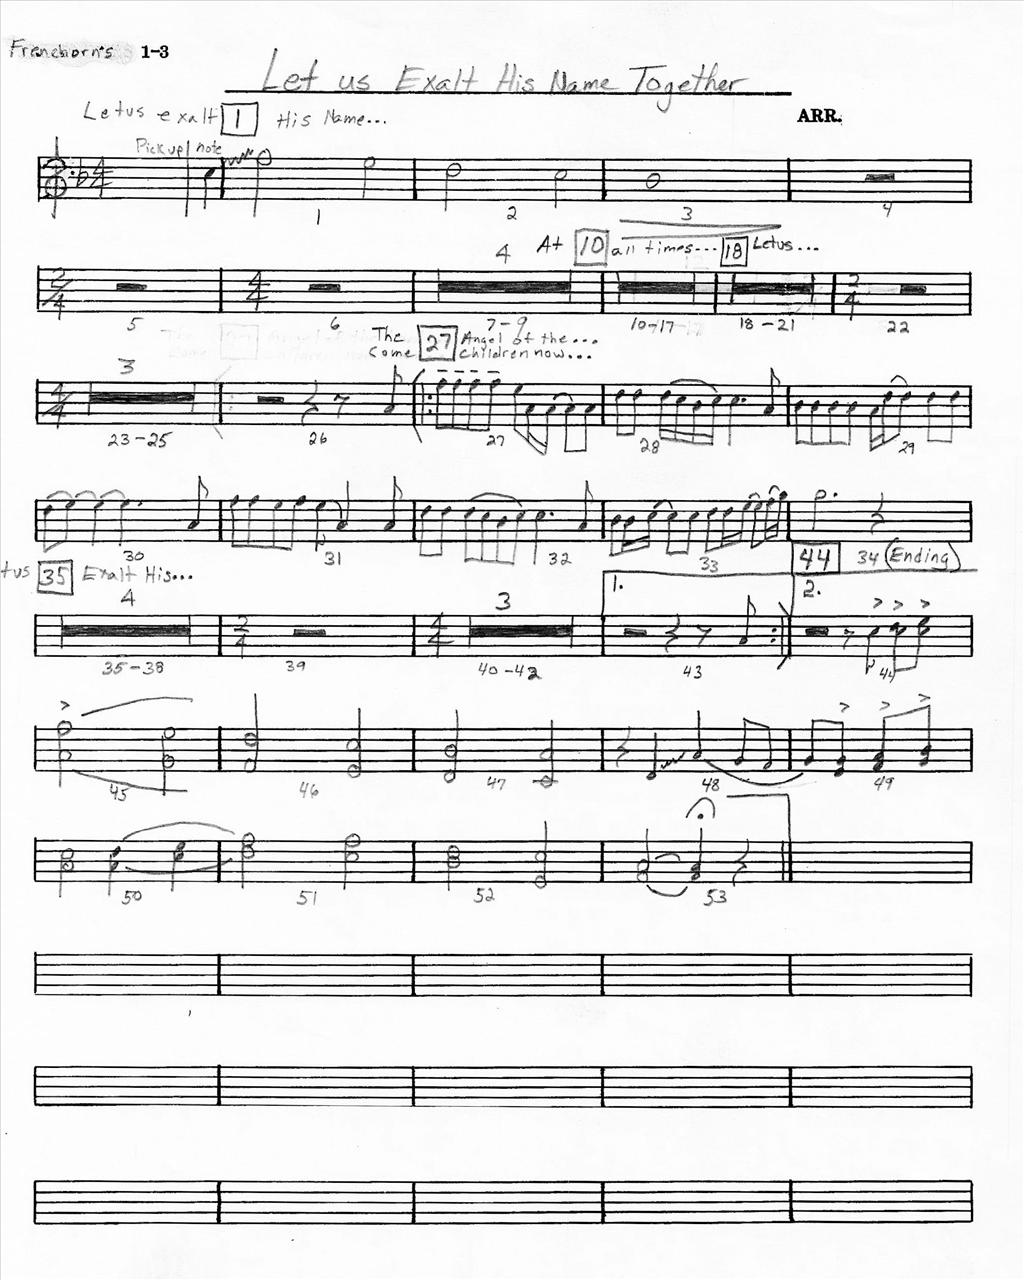 Frenchorn's 1-3
Let us Exalt His Name Together
Letus exalt 1 His Name...
ARR.
Pick up note
1 2 3 4
4 At 10 all times... 18 Letus...
5 6 7-9 10-17 18-21 22
The 27 Angel of the...
Come Children now...
3
23-25 26 27 28 29
30 31 32 33
44 34 (Ending)
tus 35 Exalt His...
4 3 1. 2.
35-38 39 40-42 43 44
45 46 47 48 49
50 51 52 53